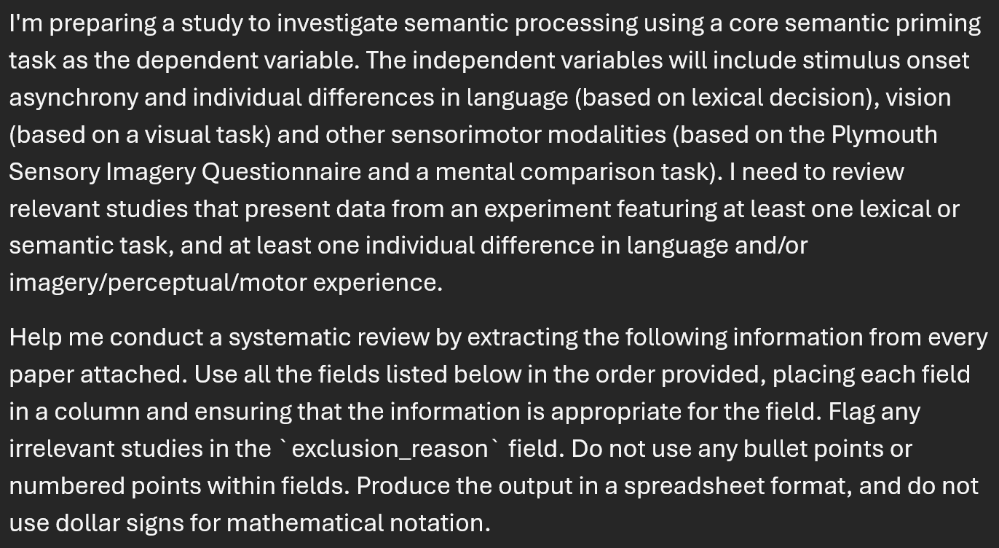 I'm preparing a study to investigate semantic processing using a core semantic priming
task as the dependent variable. The independent variables will include stimulus onset
asynchrony and individual differences in language (based on lexical decision), vision
(based on a visual task) and other sensorimotor modalities (based on the Plymouth
Sensory Imagery Questionnaire and a mental comparison task). I need to review
relevant studies that present data from an experiment featuring at least one lexical or
semantic task, and at least one individual difference in language and/or
imagery/perceptual/motor experience.
Help me conduct a systematic review by extracting the following information from every
paper attached. Use all the fields listed below in the order provided, placing each field
in a column and ensuring that the information is appropriate for the field. Flag any
irrelevant studies in the `exclusion_reason` field. Do not use any bullet points or
numbered points within fields. Produce the output in a spreadsheet format, and do not
use dollar signs for mathematical notation.